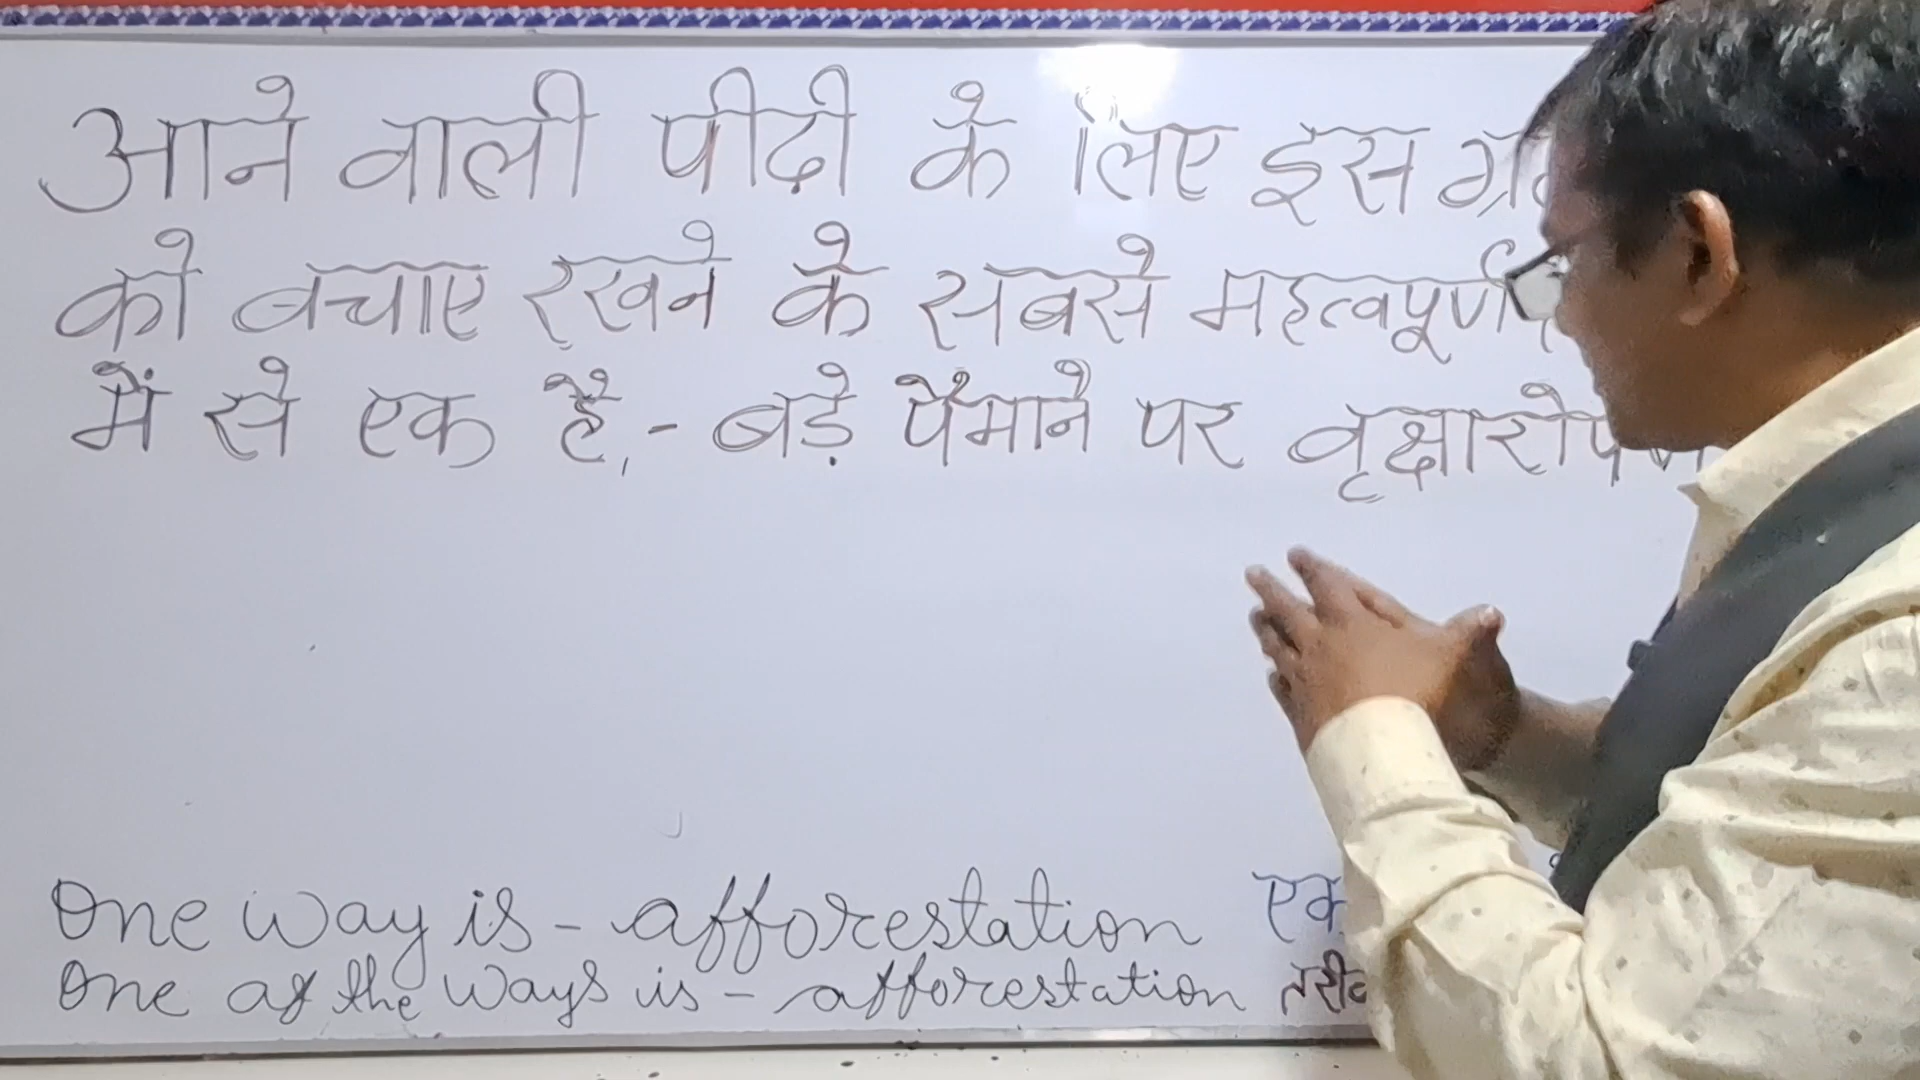 आने वाली पीढ़ी के लिए इस
को बचाए रखने के सबसे महत्वपूर्ण
में से एक है, - बड़े पैमाने पर वृक्षारोपण
One way is - afforestation
One of the ways is - afforestation